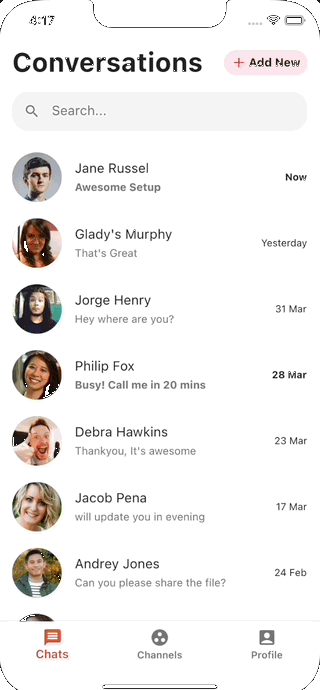 4:17
Conversations
+ Add New
Search...
Jane Russel
Awesome Setup
Now
Glady's Murphy
That's Great
Yesterday
Jorge Henry
Hey where are you?
31 Mar
Philip Fox
Busy! Call me in 20 mins
28 Mar
Debra Hawkins
Thankyou, It's awesome
23 Mar
Jacob Pena
will update you in evening
17 Mar
Andrey Jones
Can you please share the file?
24 Feb
Chats
Channels
Profile